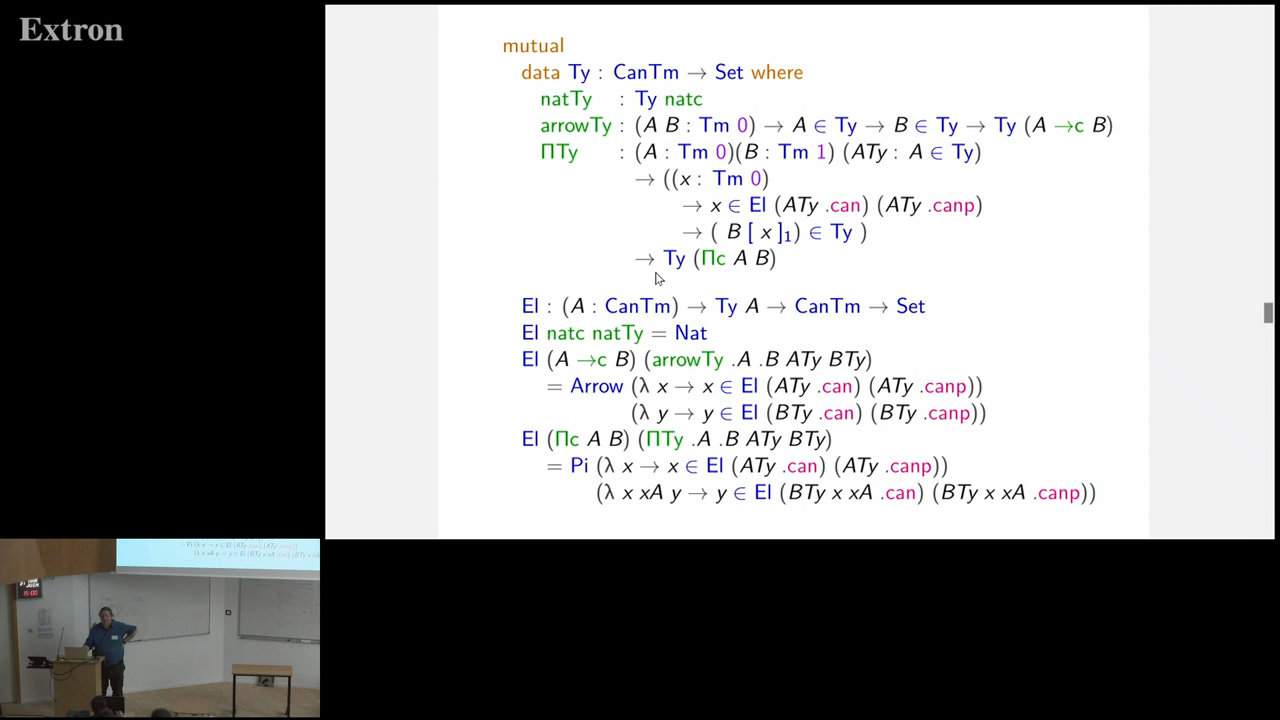 Extron
mutual
data Ty : CanTm → Set where
natTy : Ty natc
arrowTy : (A B : Tm 0) → A ∈ Ty → B ∈ Ty → Ty (A →c B)
ΠTy : (A : Tm 0)(B : Tm 1) (ATy : A ∈ Ty)
→ ((x : Tm 0)
→ x ∈ El (ATy .can) (ATy .canp)
→ ( B [ x ]₁) ∈ Ty )
→ Ty (Πc A B)
El : (A : CanTm) → Ty A → CanTm → Set
El natc natTy = Nat
El (A →c B) (arrowTy .A .B ATy BTy)
= Arrow (λ x → x ∈ El (ATy .can) (ATy .canp))
(λ y → y ∈ El (BTy .can) (BTy .canp))
El (Πc A B) (ΠTy .A .B ATy BTy)
= Pi (λ x → x ∈ El (ATy .can) (ATy .canp))
(λ x xA y → y ∈ El (BTy x xA .can) (BTy x xA .canp))